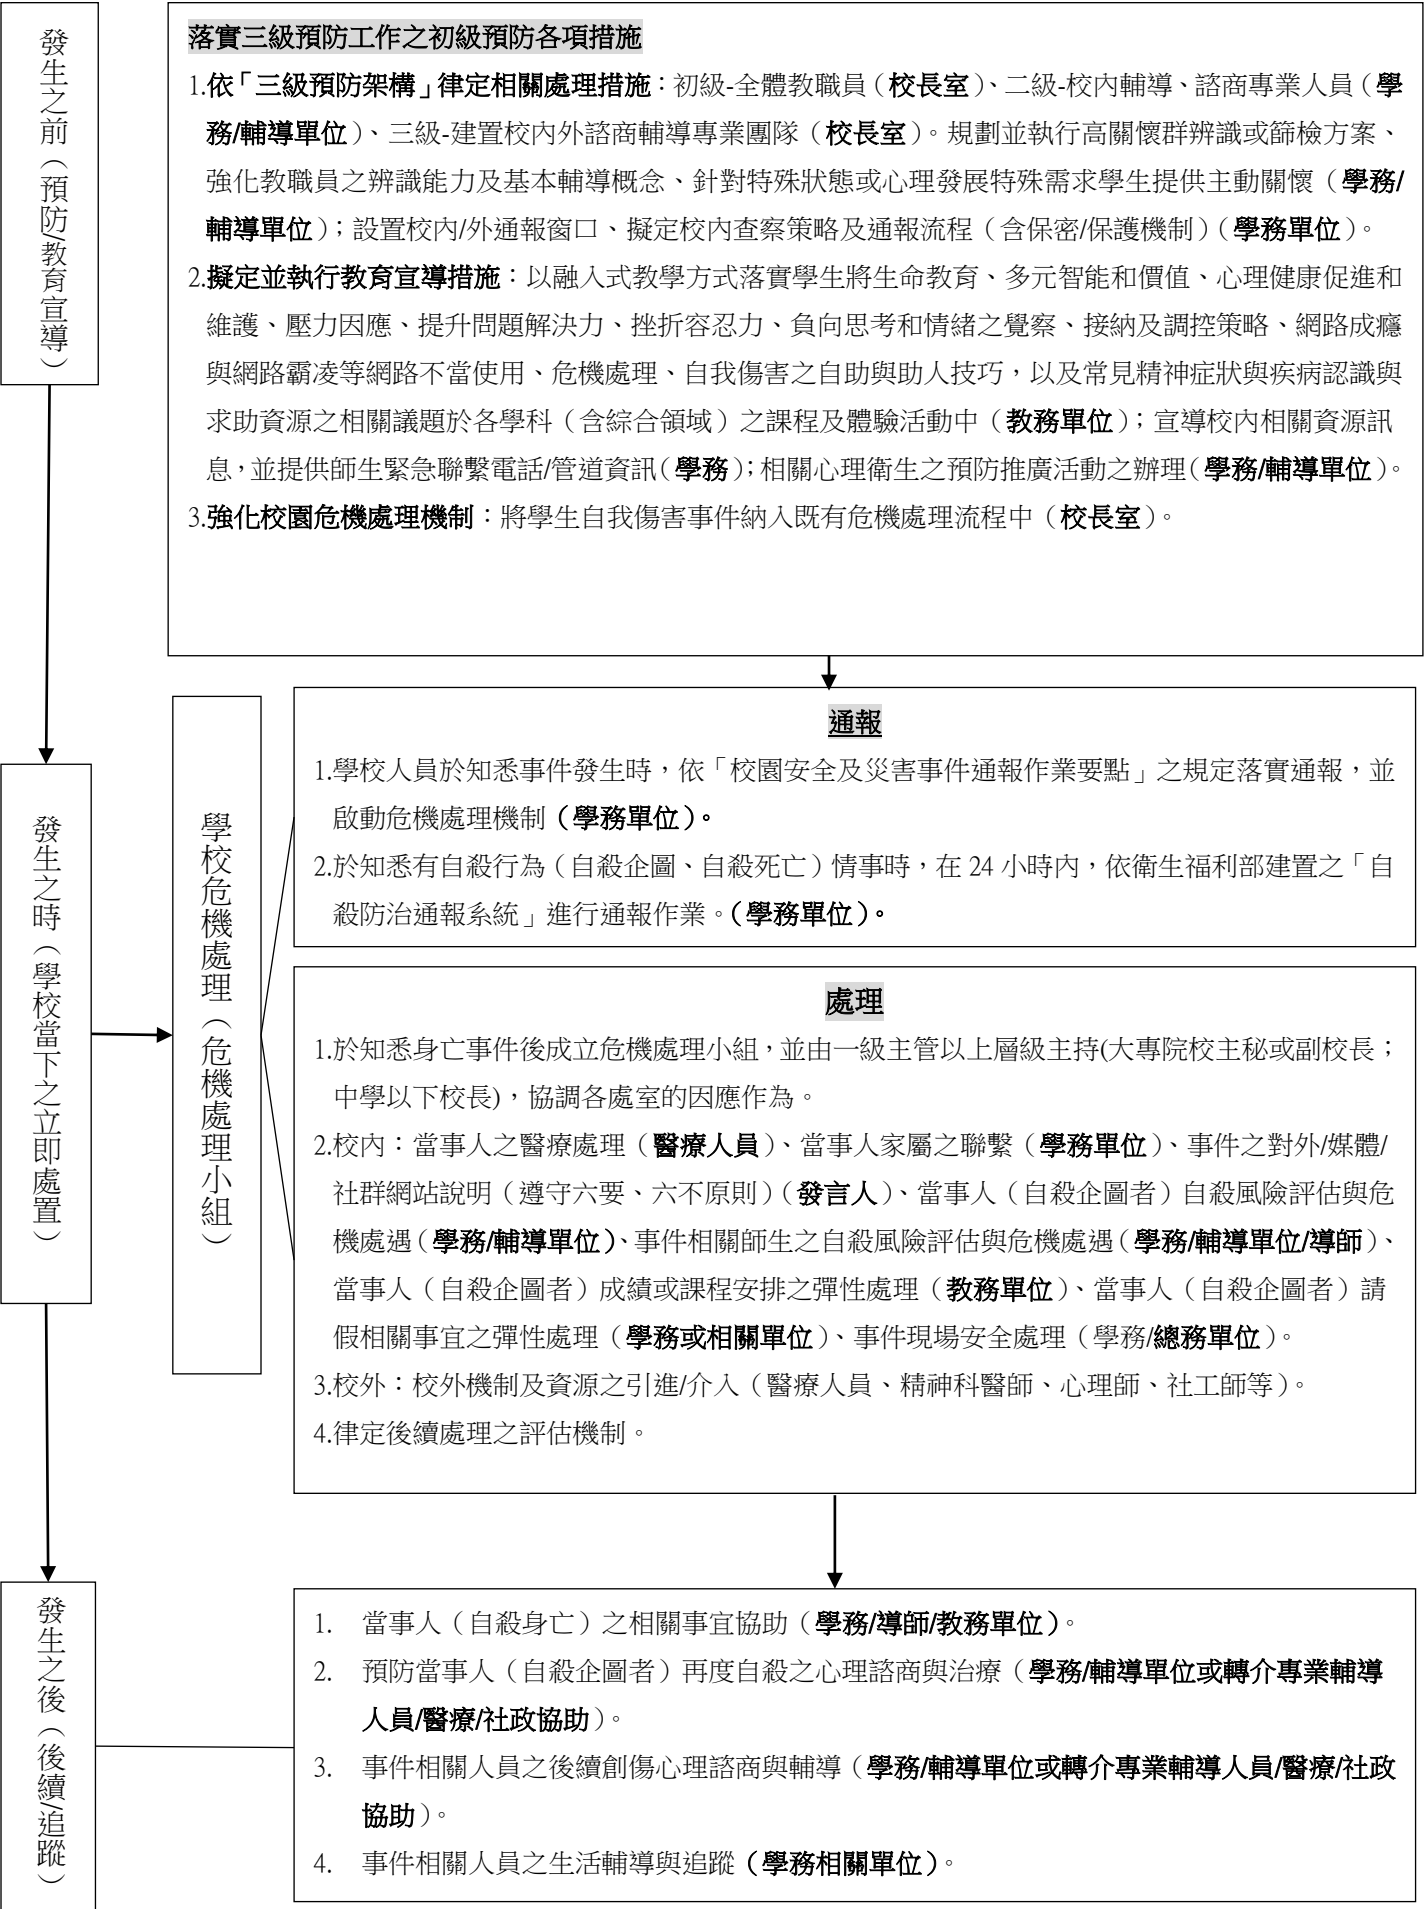 發生之前（預防/教育宣導）
落實三級預防工作之初級預防各項措施
1.依「三級預防架構」律定相關處理措施：初級-全體教職員（校長室）、二級-校內輔導、諮商專業人員（學
務/輔導單位）、三級-建置校內外諮商輔導專業團隊（校長室）。規劃並執行高關懷群辨識或篩檢方案、
強化教職員之辨識能力及基本輔導概念、針對特殊狀態或心理發展特殊需求學生提供主動關懷（學務/
輔導單位）；設置校內/外通報窗口、擬定校內查察策略及通報流程（含保密/保護機制）（學務單位）。
2.擬定並執行教育宣導措施：以融入式教學方式落實學生將生命教育、多元智能和價值、心理健康促進和
維護、壓力因應、提升問題解決力、挫折容忍力、負向思考和情緒之覺察、接納及調控策略、網路成癮
與網路霸凌等網路不當使用、危機處理、自我傷害之自助與助人技巧，以及常見精神症狀與疾病認識與
求助資源之相關議題於各學科（含綜合領域）之課程及體驗活動中（教務單位）；宣導校內相關資源訊
息，並提供師生緊急聯繫電話/管道資訊（學務）；相關心理衛生之預防推廣活動之辦理（學務/輔導單位）。
3.強化校園危機處理機制：將學生自我傷害事件納入既有危機處理流程中（校長室）。
發生之時（學校當下之立即處置）
學校危機處理（危機處理小組）
通報
1.學校人員於知悉事件發生時，依「校園安全及災害事件通報作業要點」之規定落實通報，並
啟動危機處理機制（學務單位）。
2.於知悉有自殺行為（自殺企圖、自殺死亡）情事時，在 24 小時內，依衛生福利部建置之「自
殺防治通報系統」進行通報作業。（學務單位）。
處理
1.於知悉身亡事件後成立危機處理小組，並由一級主管以上層級主持(大專院校主秘或副校長；
中學以下校長)，協調各處室的因應作為。
2.校內：當事人之醫療處理（醫療人員）、當事人家屬之聯繫（學務單位）、事件之對外/媒體/
社群網站說明（遵守六要、六不原則）（發言人）、當事人（自殺企圖者）自殺風險評估與危
機處遇（學務/輔導單位）、事件相關師生之自殺風險評估與危機處遇（學務/輔導單位/導師）、
當事人（自殺企圖者）成績或課程安排之彈性處理（教務單位）、當事人（自殺企圖者）請
假相關事宜之彈性處理（學務或相關單位）、事件現場安全處理（學務/總務單位）。
3.校外：校外機制及資源之引進/介入（醫療人員、精神科醫師、心理師、社工師等）。
4.律定後續處理之評估機制。
發生之後（後續/追蹤）
1. 當事人（自殺身亡）之相關事宜協助（學務/導師/教務單位）。
2. 預防當事人（自殺企圖者）再度自殺之心理諮商與治療（學務/輔導單位或轉介專業輔導
人員/醫療/社政協助）。
3. 事件相關人員之後續創傷心理諮商與輔導（學務/輔導單位或轉介專業輔導人員/醫療/社政
協助）。
4. 事件相關人員之生活輔導與追蹤（學務相關單位）。